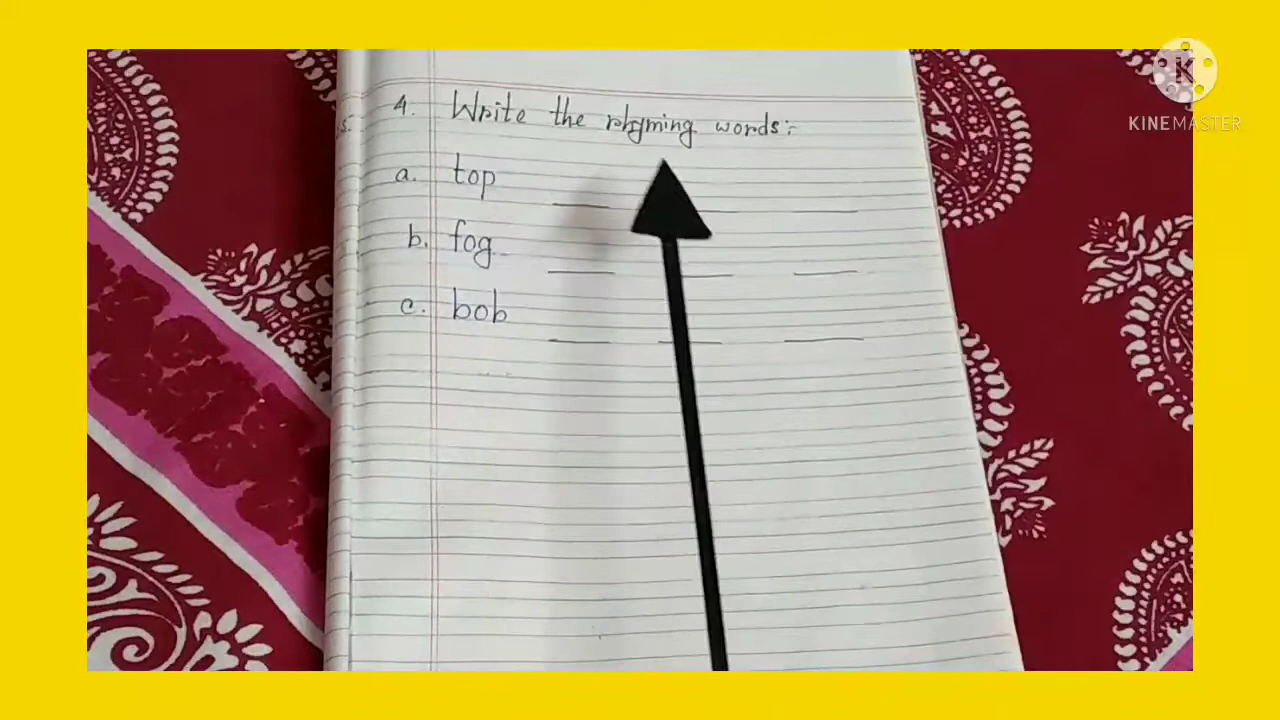 4. Write the rhyming words:-
a. top
b. fog
c. bob
K
KINEMASTER